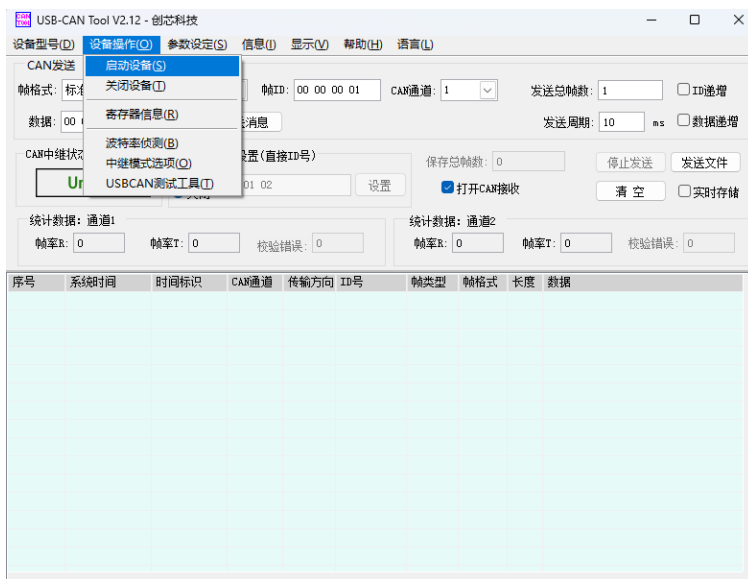 CAN TOOL USB-CAN Tool V2.12 - 创芯科技
设备型号(D) 设备操作(O) 参数设定(S) 信息(I) 显示(V) 帮助(H) 语言(L)
CAN发送
启动设备(S)
关闭设备(T)
寄存器信息(R)
波特率侦测(B)
中继模式选项(O)
USBCAN测试工具(T)
帧格式: 帧ID: 00 00 00 01 CAN通道: 1 发送总帧数: 1 ID递增
数据: 00 消息 发送周期: 10 ms 数据递增
CAN中继状态 设置(直接ID号) 保存总帧数: 0 停止发送 发送文件
01 02 设置 打开CAN接收 清空 实时存储
统计数据: 通道1 统计数据: 通道2
帧率R: 0 帧率T: 0 校验错误: 0 帧率R: 0 帧率T: 0 校验错误: 0
序号 系统时间 时间标识 CAN通道 传输方向 ID号 帧类型 帧格式 长度 数据